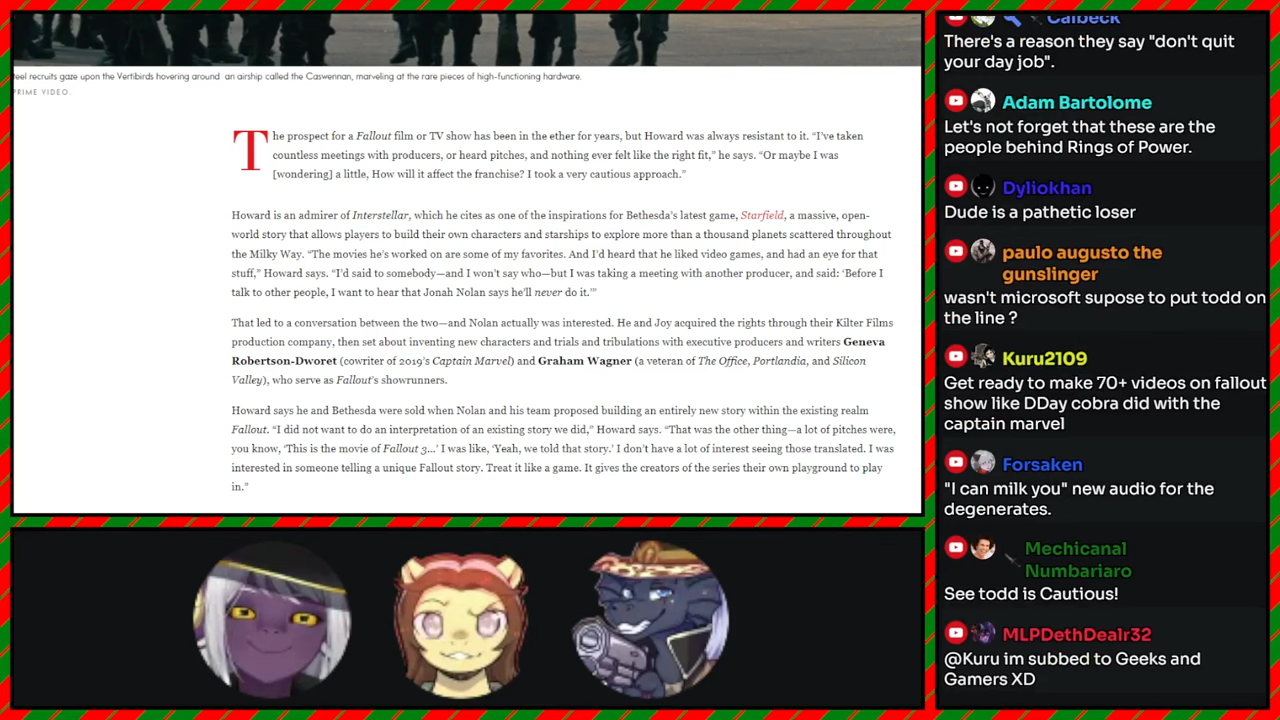 teel recruits gaze upon the Vertibirds hovering around an airship called the Caswennan, marveling at the rare pieces of high-functioning hardware.
PRIME VIDEO.
The prospect for a Fallout film or TV show has been in the ether for years, but Howard was always resistant to it. “I’ve taken
countless meetings with producers, or heard pitches, and nothing ever felt like the right fit,” he says. “Or maybe I was
[wondering] a little, How will it affect the franchise? I took a very cautious approach.”
Howard is an admirer of Interstellar, which he cites as one of the inspirations for Bethesda’s latest game, Starfield, a massive, open-
world story that allows players to build their own characters and starships to explore more than a thousand planets scattered throughout
the Milky Way. “The movies he’s worked on are some of my favorites. And I’d heard that he liked video games, and had an eye for that
stuff,” Howard says. “I’d said to somebody—and I won’t say who—but I was taking a meeting with another producer, and said: ‘Before I
talk to other people, I want to hear that Jonah Nolan says he’ll never do it.’”
That led to a conversation between the two—and Nolan actually was interested. He and Joy acquired the rights through their Kilter Films
production company, then set about inventing new characters and trials and tribulations with executive producers and writers Geneva
Robertson-Dworet (cowriter of 2019’s Captain Marvel) and Graham Wagner (a veteran of The Office, Portlandia, and Silicon
Valley), who serve as Fallout’s showrunners.
Howard says he and Bethesda were sold when Nolan and his team proposed building an entirely new story within the existing realm
Fallout. “I did not want to do an interpretation of an existing story we did,” Howard says. “That was the other thing—a lot of pitches were,
you know, ‘This is the movie of Fallout 3...’ I was like, ‘Yeah, we told that story.’ I don’t have a lot of interest seeing those translated. I was
interested in someone telling a unique Fallout story. Treat it like a game. It gives the creators of the series their own playground to play
in.”
Calbeck
There's a reason they say "don't quit
your day job".
Adam Bartolome
Let's not forget that these are the
people behind Rings of Power.
Dyliokhan
Dude is a pathetic loser
paulo augusto the
gunslinger
wasn't microsoft supose to put todd on
the line ?
Kuru2109
Get ready to make 70+ videos on fallout
show like DDay cobra did with the
captain marvel
Forsaken
"I can milk you" new audio for the
degenerates.
Mechicanal
Numbariaro
See todd is Cautious!
MLPDethDealr32
@Kuru im subbed to Geeks and
Gamers XD